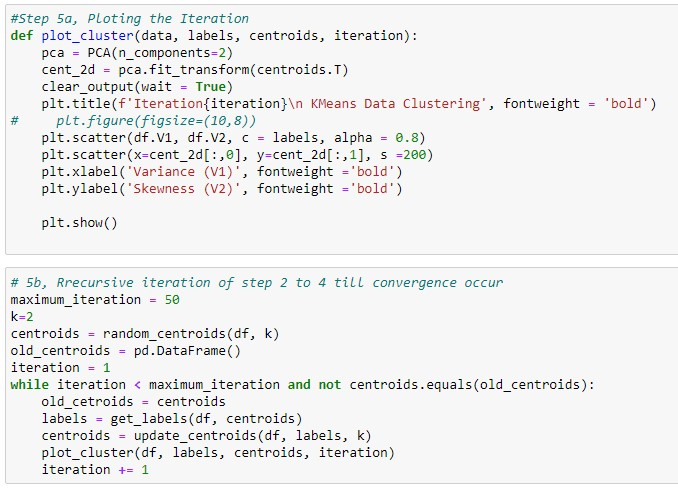 #Step 5a, Ploting the Iteration
def plot_cluster(data, labels, centroids, iteration):
    pca = PCA(n_components=2)
    cent_2d = pca.fit_transform(centroids.T)
    clear_output(wait = True)
    plt.title(f'Iteration{iteration}\n KMeans Data Clustering', fontweight = 'bold')
#     plt.figure(figsize=(10,8))
    plt.scatter(df.V1, df.V2, c = labels, alpha = 0.8)
    plt.scatter(x=cent_2d[:,0], y=cent_2d[:,1], s =200)
    plt.xlabel('Variance (V1)', fontweight ='bold')
    plt.ylabel('Skewness (V2)', fontweight ='bold')
    plt.show()
# 5b, Rrecursive iteration of step 2 to 4 till convergence occur
maximum_iteration = 50
k=2
centroids = random_centroids(df, k)
old_centroids = pd.DataFrame()
iteration = 1
while iteration < maximum_iteration and not centroids.equals(old_centroids):
    old_cetroids = centroids
    labels = get_labels(df, centroids)
    centroids = update_centroids(df, labels, k)
    plot_cluster(df, labels, centroids, iteration)
    iteration += 1